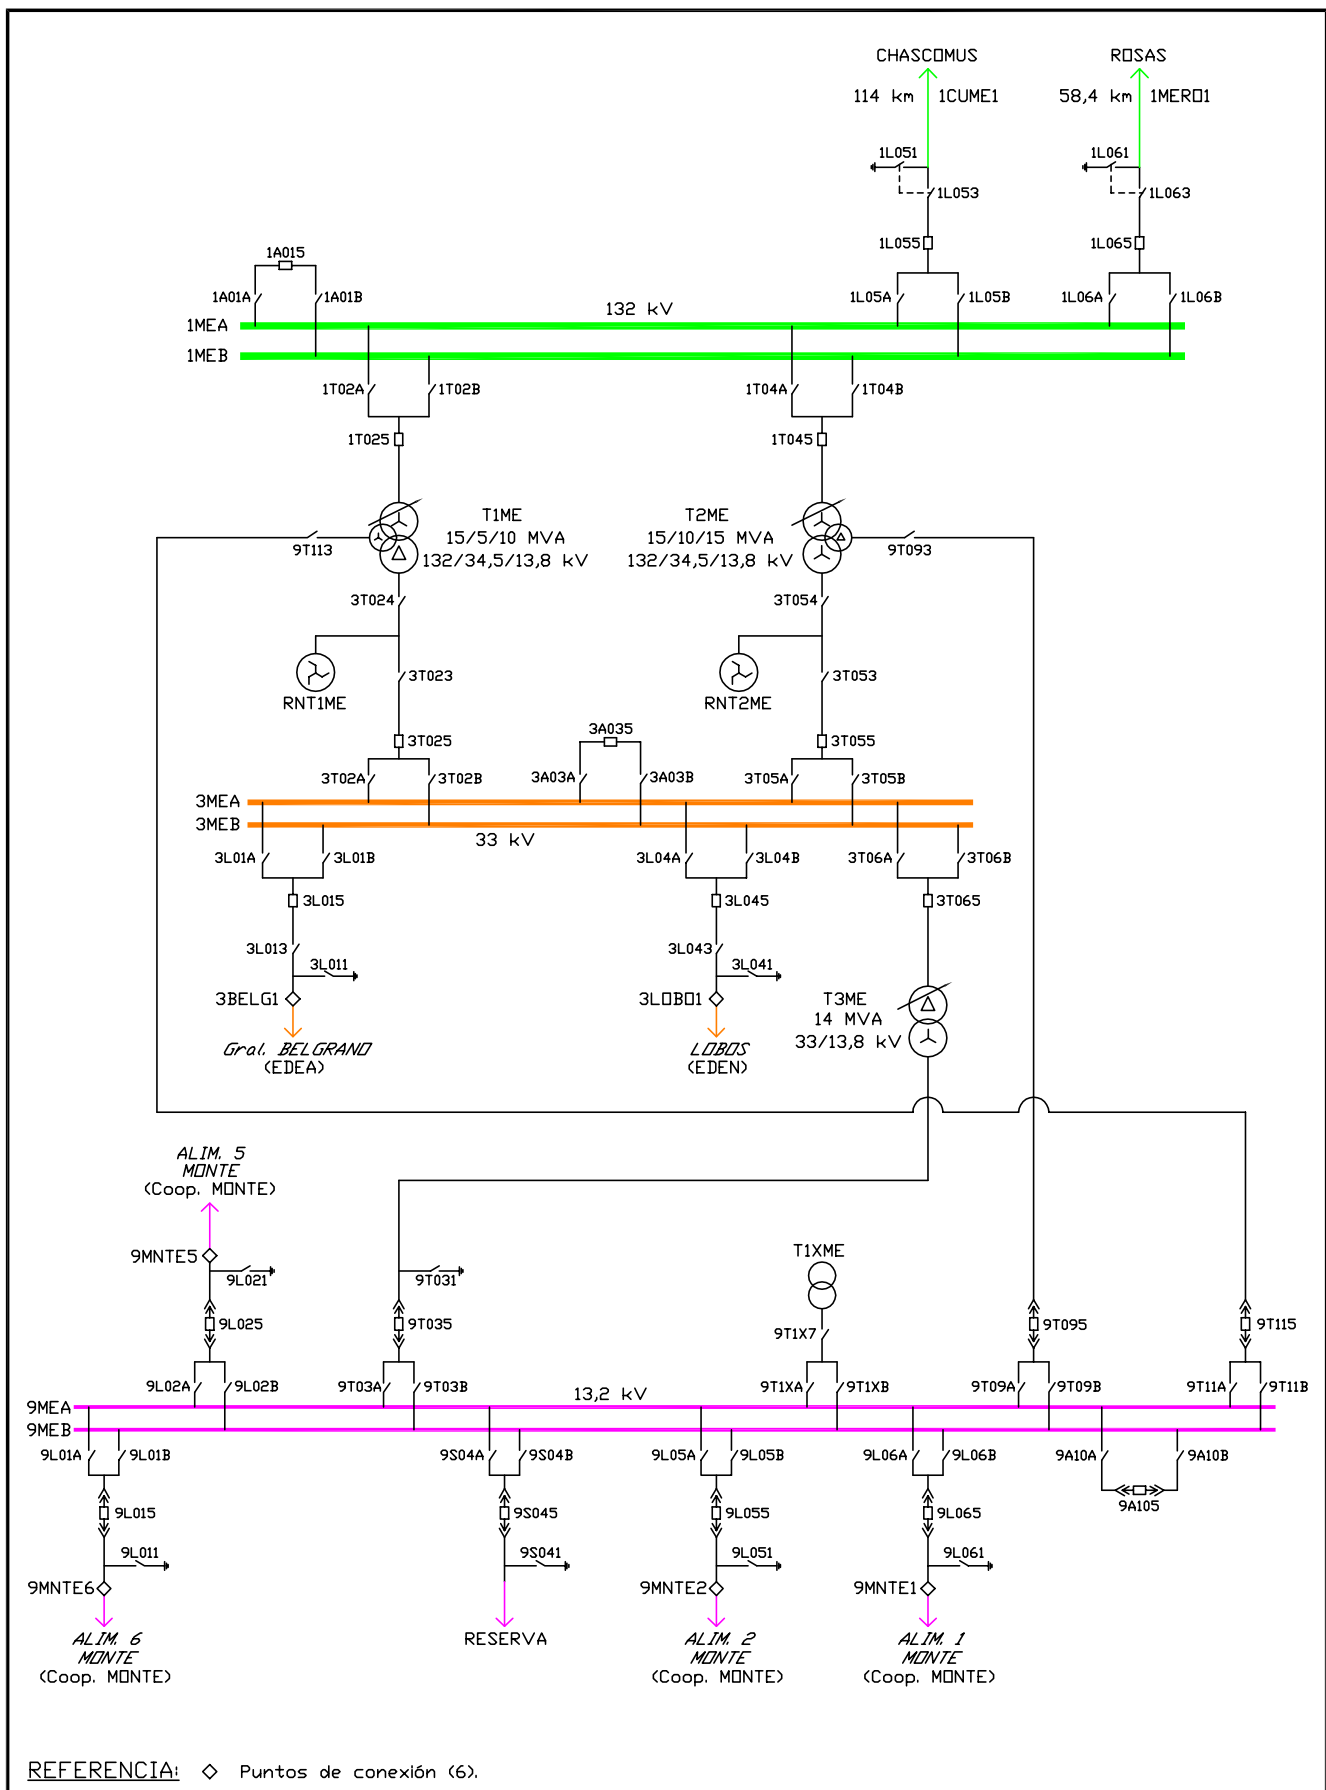 CHASCOMUS
ROSAS
114 km 1CUME1
58,4 km 1MERO1
1L051
1L061
1L053
1L063
1L055
1L065
1A015
1A01A
1A01B
1L05A
1L05B
1L06A
1L06B
132 kV
1MEA
1MEB
1T02A
1T02B
1T04A
1T04B
1T025
1T045
T1ME
15/5/10 MVA
132/34,5/13,8 kV
T2ME
15/10/15 MVA
132/34,5/13,8 kV
9T113
9T093
3T024
3T054
RNT1ME
3T023
RNT2ME
3T053
3T025
3A035
3T055
3T02A
3T02B
3A03A
3A03B
3T05A
3T05B
3MEA
3MEB
33 kV
3L01A
3L01B
3L04A
3L04B
3T06A
3T06B
3L015
3L045
3T065
3L013
3L011
3L043
3L041
3BELG1
3LOBO1
Gral. BELGRANO
(EDEA)
LOBOS
(EDEN)
T3ME
14 MVA
33/13,8 kV
ALIM. 5
MONTE
(Coop. MONTE)
9MNTE5
9L021
9T031
T1XME
9L025
9T035
9T1X7
9T095
9T115
9L02A
9L02B
9T03A
9T03B
9T1XA
9T1XB
9T09A
9T09B
9T11A
9T11B
13,2 kV
9MEA
9MEB
9L01A
9L01B
9S04A
9S04B
9L05A
9L05B
9L06A
9L06B
9A10A
9A10B
9L015
9S045
9L055
9L065
9A105
9L011
9S041
9L051
9L061
9MNTE6
9MNTE2
9MNTE1
ALIM. 6
MONTE
(Coop. MONTE)
RESERVA
ALIM. 2
MONTE
(Coop. MONTE)
ALIM. 1
MONTE
(Coop. MONTE)
REFERENCIA: Puntos de conexión (6).